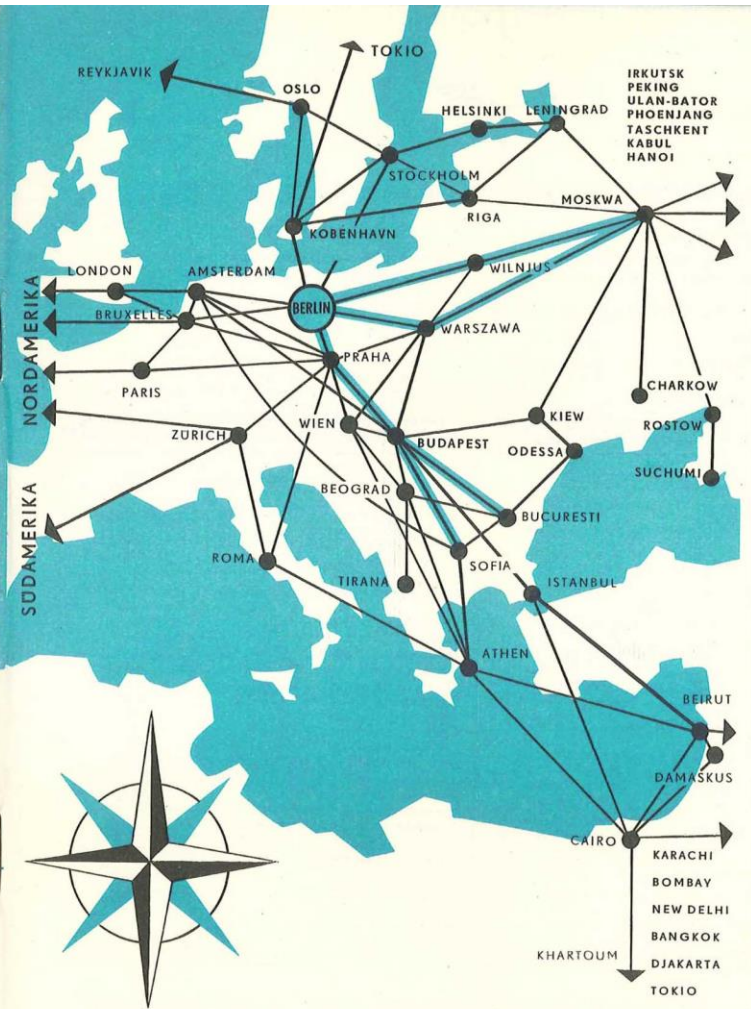 TOKIO
REYKJAVIK
OSLO
IRKUTSK
PEKING
ULAN-BATOR
PHOENJANG
TASCHKENT
KABUL
HANOI
HELSINKI
LENINGRAD
STOCKHOLM
RIGA
MOSKWA
KOBENHAVN
LONDON
AMSTERDAM
WILNJUS
BERLIN
BRUXELLES
WARSZAWA
NORDAMERIKA
PRAHA
PARIS
CHARKOW
ZÜRICH
WIEN
KIEW
ROSTOW
BUDAPEST
ODESSA
SUCHUMI
BEOGRAD
BUCURESTI
SÜDAMERIKA
ROMA
TIRANA
SOFIA
ISTANBUL
ATHEN
BEIRUT
DAMASKUS
CAIRO
KARACHI
BOMBAY
NEW DELHI
BANGKOK
DJAKARTA
TOKIO
KHARTOUM